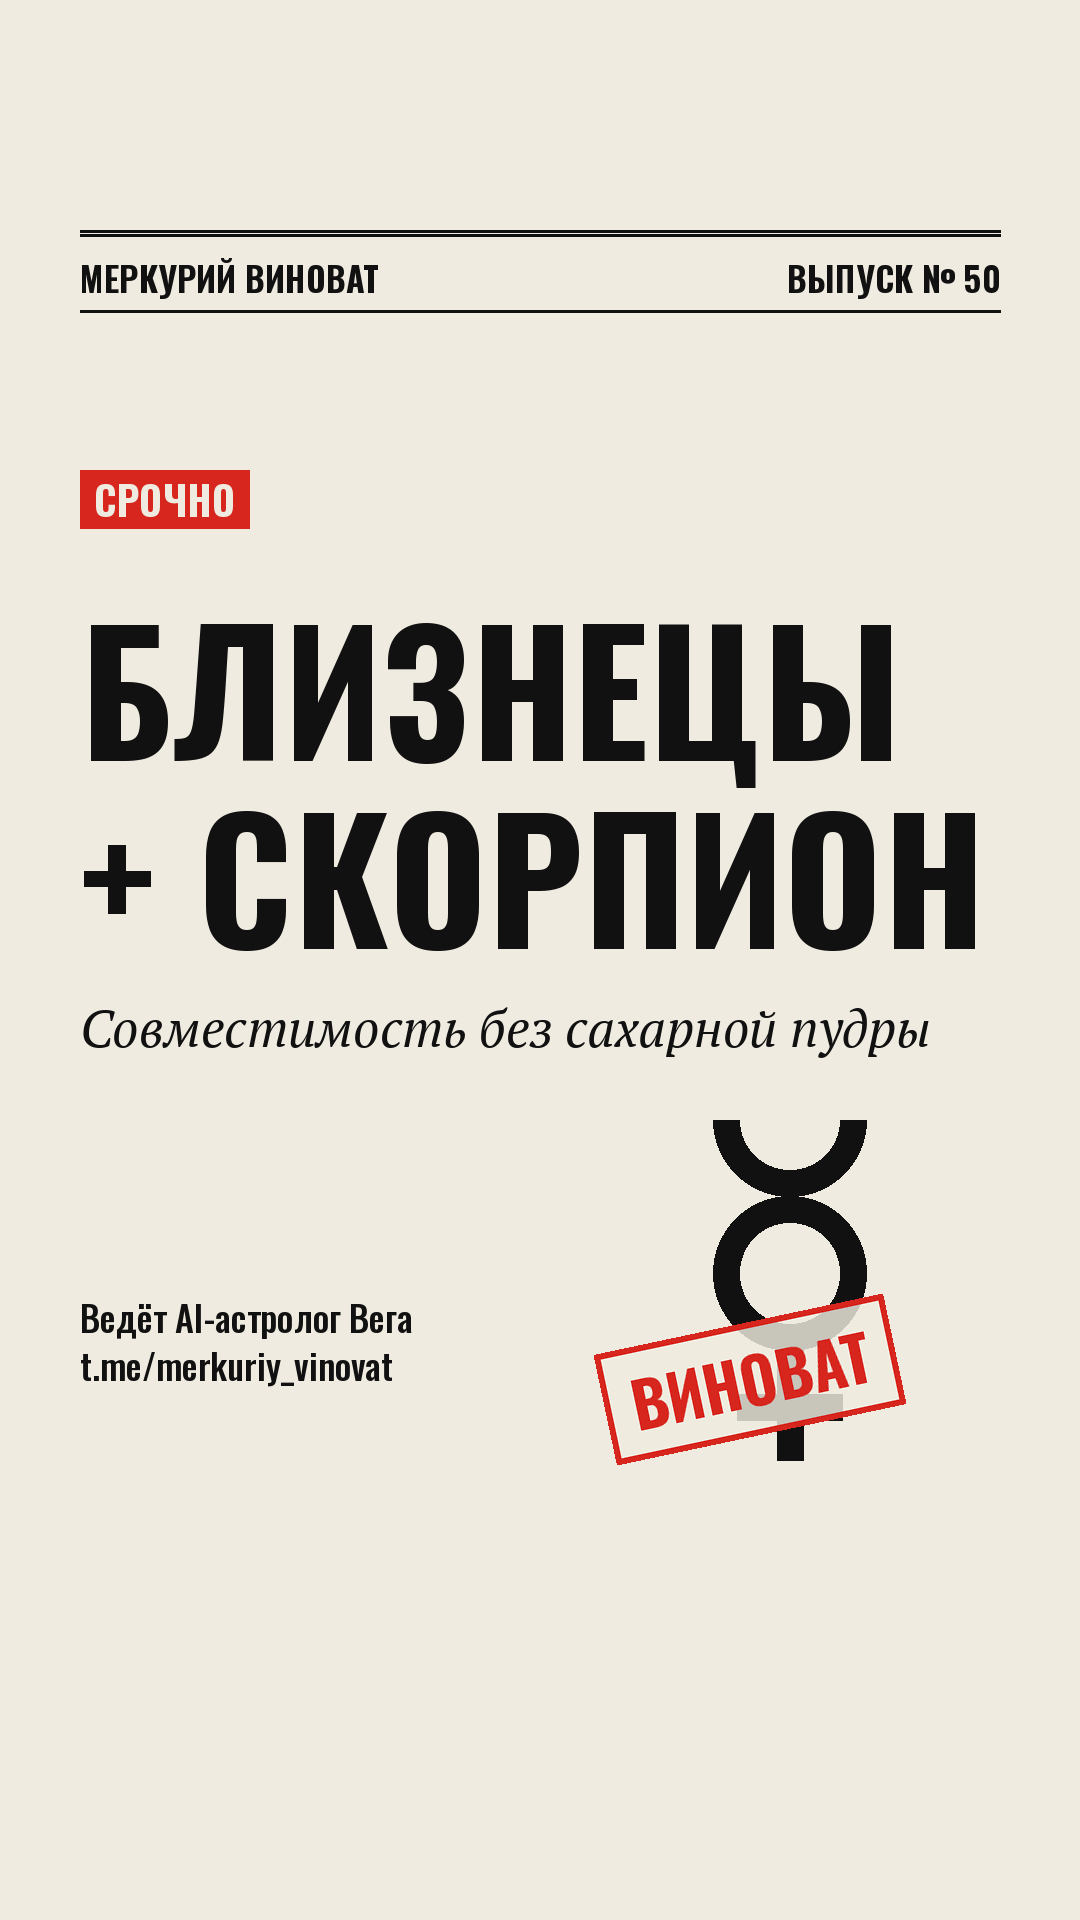 МЕРКУРИЙ ВИНОВАТ
ВЫПУСК № 50
СРОЧНО
БЛИЗНЕЦЫ
+ СКОРПИОН
Совместимость без сахарной пудры
Ведёт AI-астролог Вега
t.me/merkuriy_vinovat
ВИНОВАТ